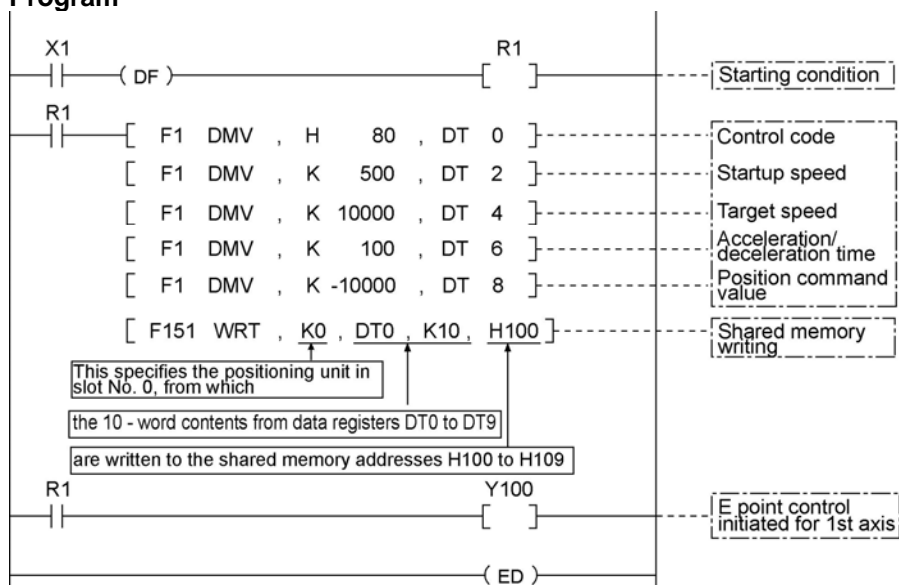 Program
X1 R1
( DF ) [ ] Starting condition
R1
[ F1 DMV , H 80 , DT 0 ] Control code
[ F1 DMV , K 500 , DT 2 ] Startup speed
[ F1 DMV , K 10000 , DT 4 ] Target speed
[ F1 DMV , K 100 , DT 6 ] Acceleration/
deceleration time
[ F1 DMV , K -10000 , DT 8 ] Position command
value
[ F151 WRT , K0 , DT0 , K10 , H100 ] Shared memory
writing
This specifies the positioning unit in
slot No. 0, from which
the 10 - word contents from data registers DT0 to DT9
are written to the shared memory addresses H100 to H109
R1 Y100
[ ] E point control
initiated for 1st axis
( ED )